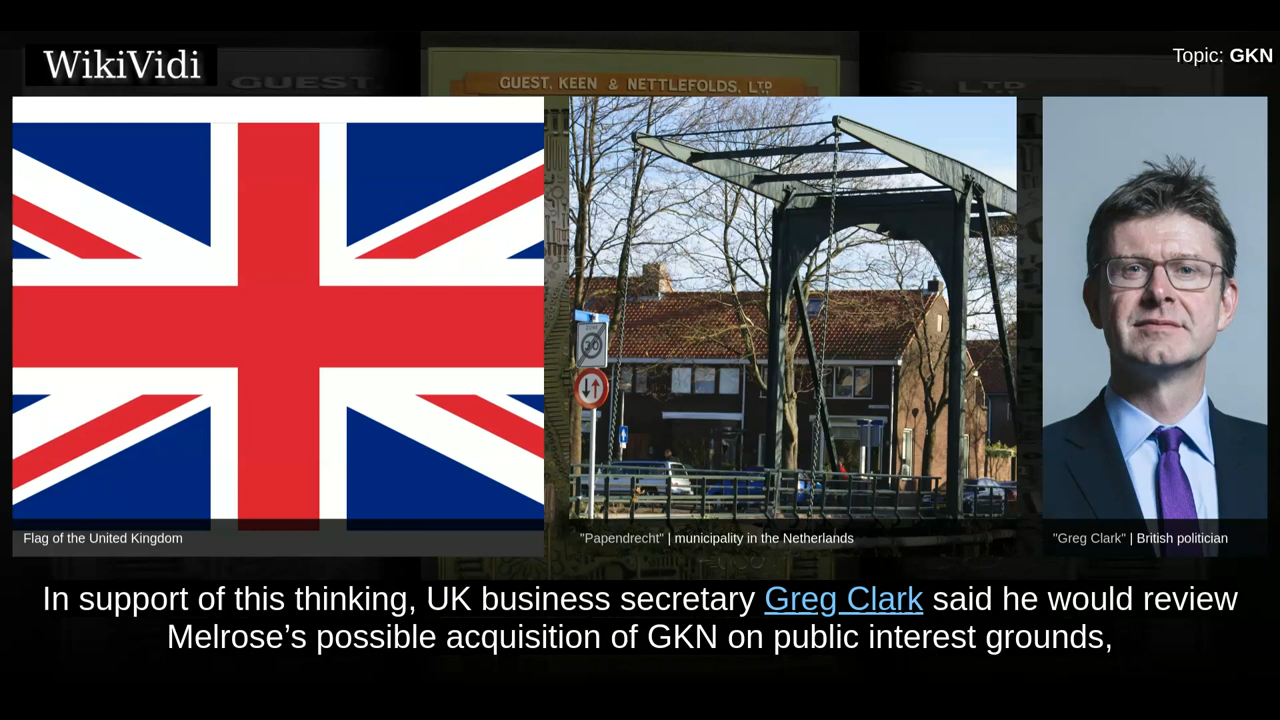 WikiVidi
Topic: GKN
GUEST, KEEN & NETTLEFOLDS, LTD
GUEST
S, LTD
30
Flag of the United Kingdom
"Papendrecht" | municipality in the Netherlands
"Greg Clark" | British politician
In support of this thinking, UK business secretary Greg Clark said he would review
Melrose’s possible acquisition of GKN on public interest grounds,